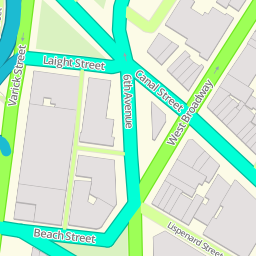 Laight Street
Varick Street
6th Avenue
Canal Street
West Broadway
Beach Street
Lispenard Street